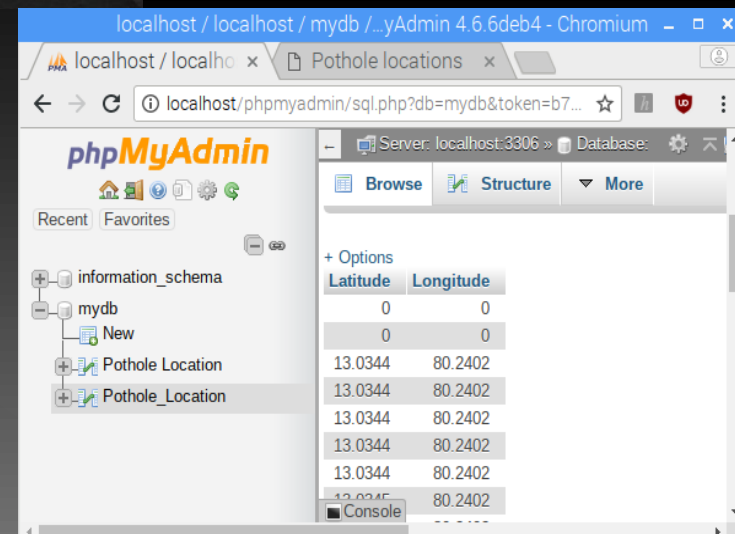 localhost / localhost / mydb /...yAdmin 4.6.6deb4 - Chromium
localhost / localho
Pothole locations
localhost/phpmyadmin/sql.php?db=mydb&token=b7...
phpMyAdmin
Recent Favorites
information_schema
mydb
New
Pothole Location
Pothole_Location
Server: localhost:3306 » Database:
Browse Structure More
+ Options
Latitude Longitude
0 0
0 0
13.0344 80.2402
13.0344 80.2402
13.0344 80.2402
13.0344 80.2402
13.0344 80.2402
80.2402
Console